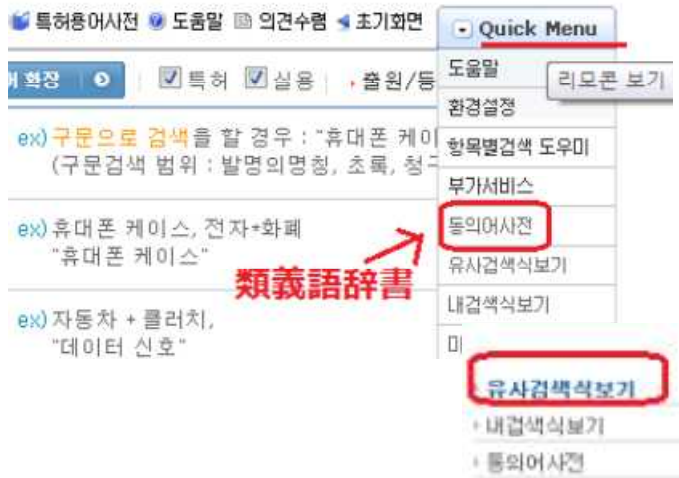 특허용어사전 도움말 의견수렴 초기화면
Quick Menu
확장 특허 실용 출원/등
도움말
리모콘 보기
환경설정
ex) 구문으로 검색을 할 경우 : "휴대폰 케이
(구문검색 범위 : 발명의명칭, 초록, 청구
항목별검색 도우미
부가서비스
ex) 휴대폰 케이스, 전자+화폐
"휴대폰 케이스"
동의어사전
유사검색식보기
類義語辞書
내검색식보기
ex) 자동차 + 클러치,
"데이터 신호"
유사검색식보기
내검색식보기
동의어사전